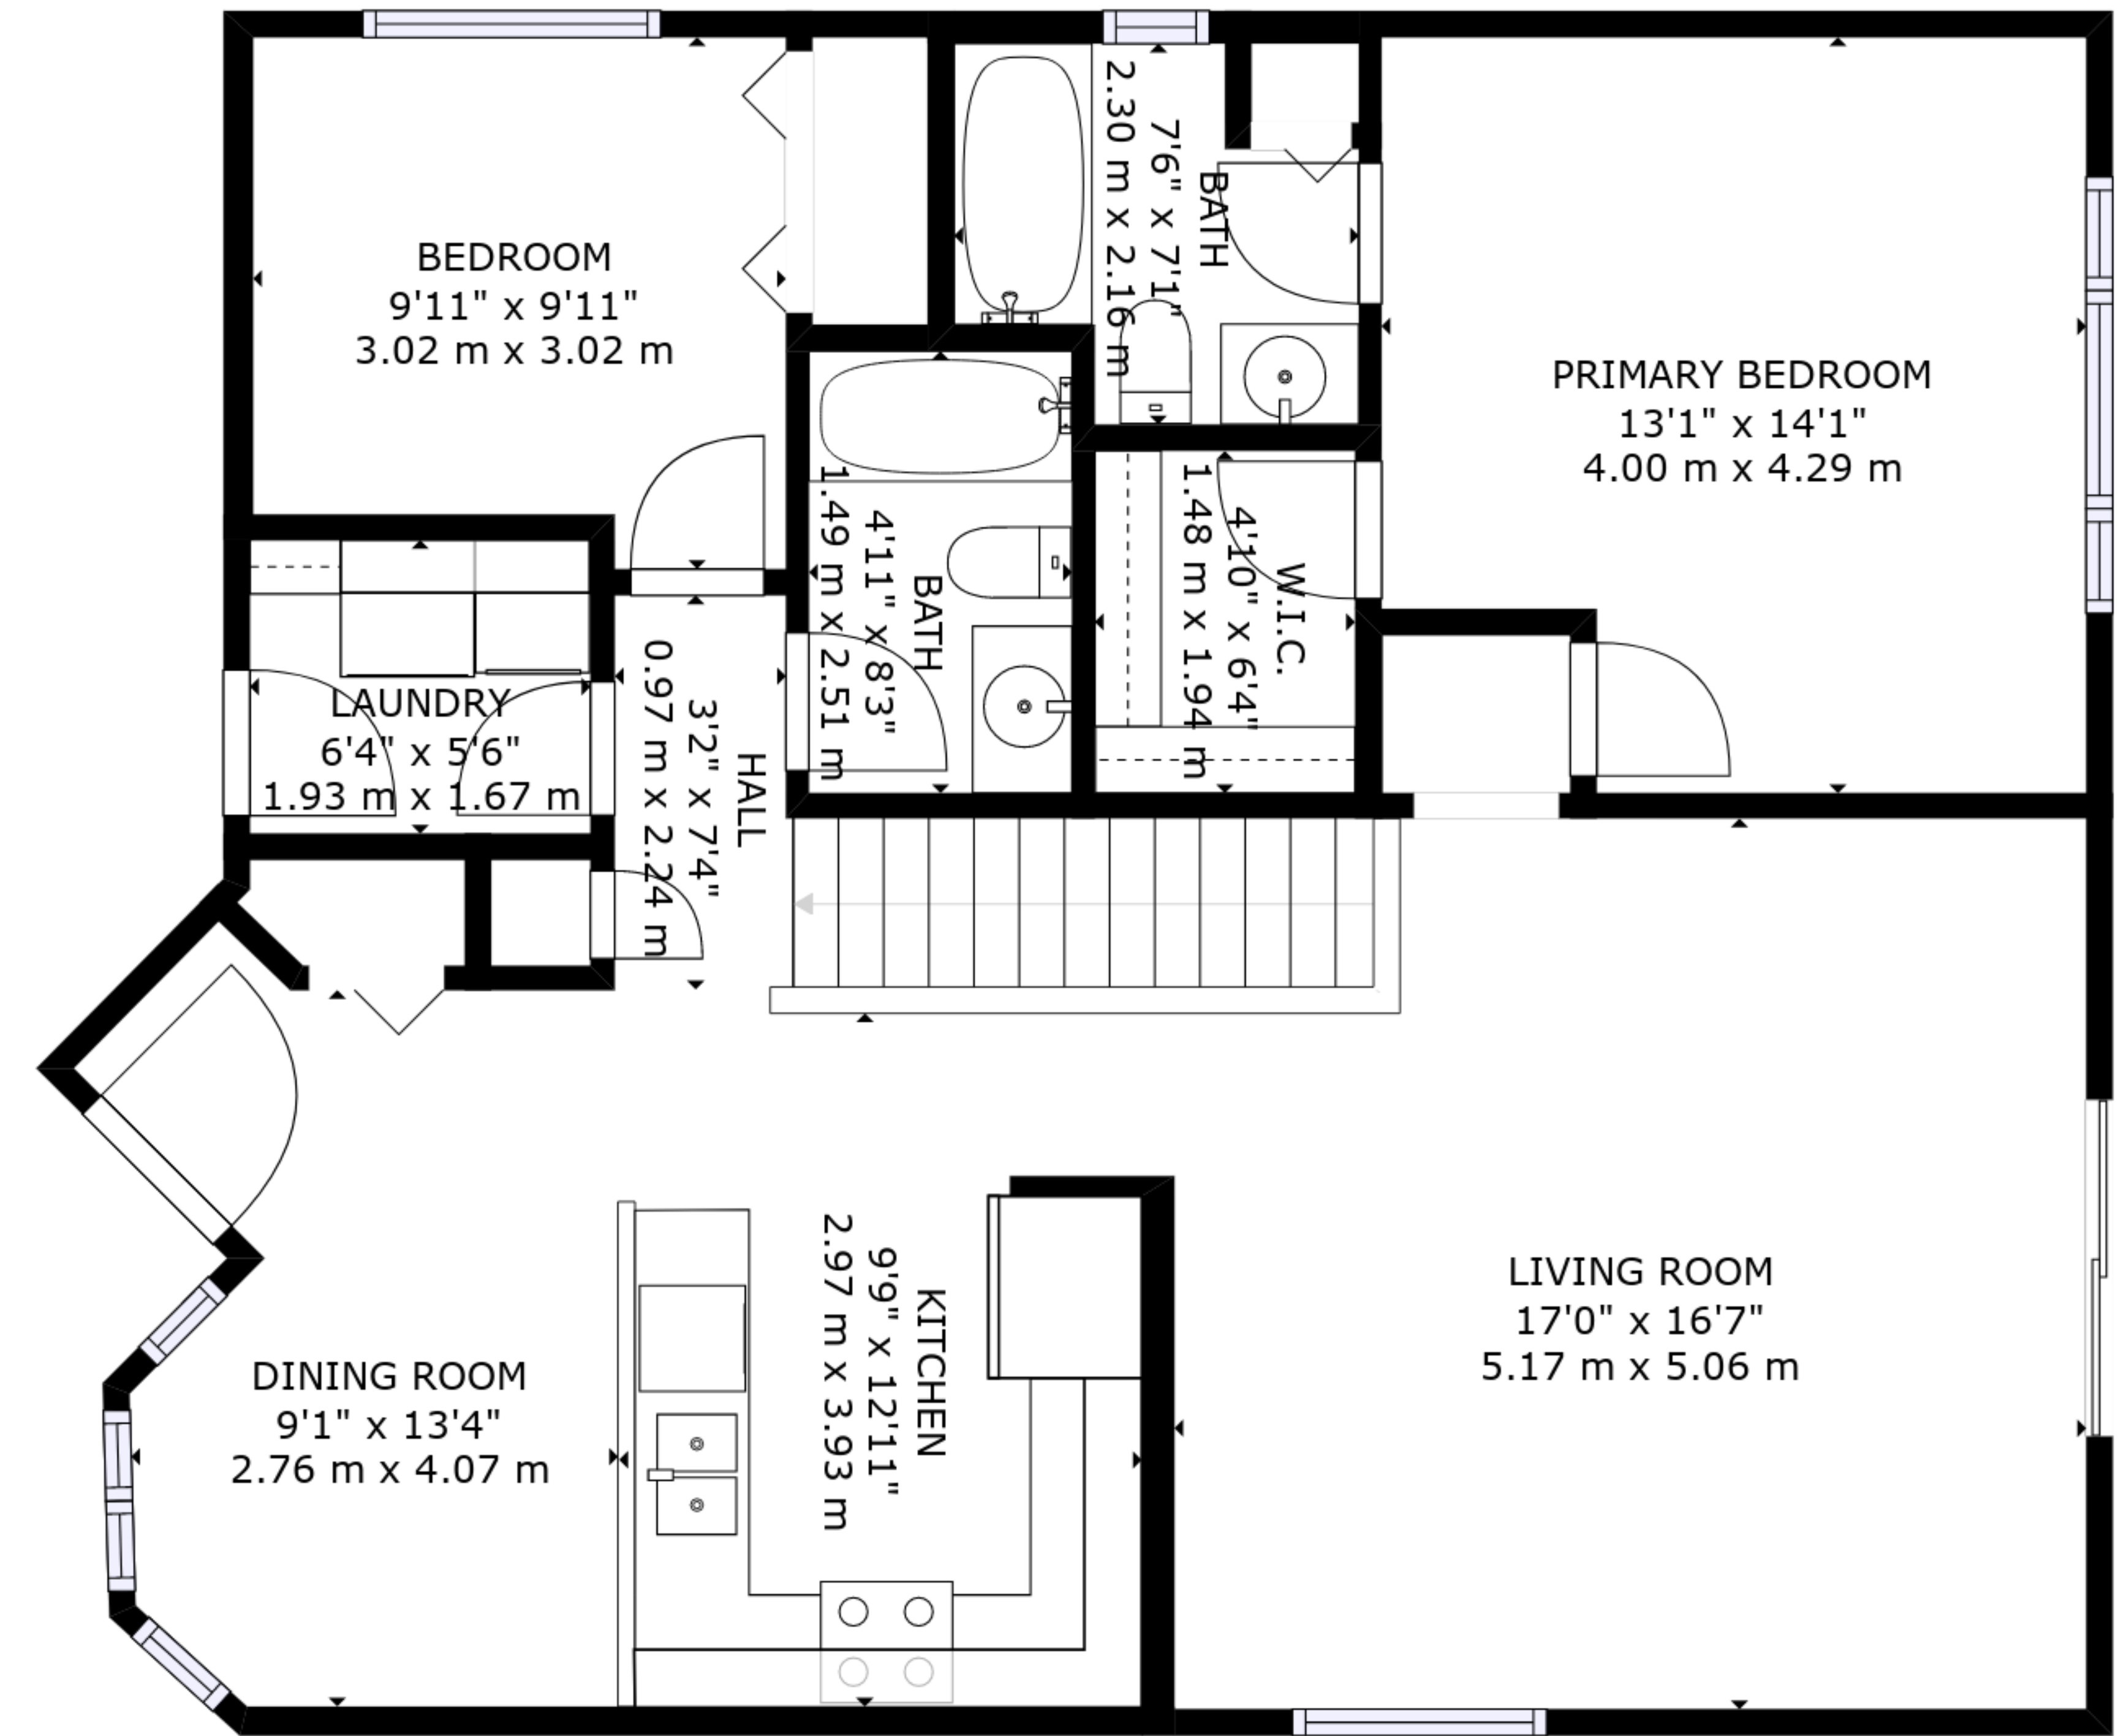 BEDROOM
9'11" x 9'11"
3.02 m x 3.02 m
BATH
7'6" x 7'1"
2.30 m x 2.16 m
PRIMARY BEDROOM
13'1" x 14'1"
4.00 m x 4.29 m
LAUNDRY
6'4" x 5'6"
1.93 m x 1.67 m
HALL
3'2" x 7'4"
0.97 m x 2.24 m
BATH
4'11" x 8'3"
1.49 m x 2.51 m
W.I.C.
4'10" x 6'4"
1.48 m x 1.94 m
DINING ROOM
9'1" x 13'4"
2.76 m x 4.07 m
KITCHEN
9'9" x 12'11"
2.97 m x 3.93 m
LIVING ROOM
17'0" x 16'7"
5.17 m x 5.06 m